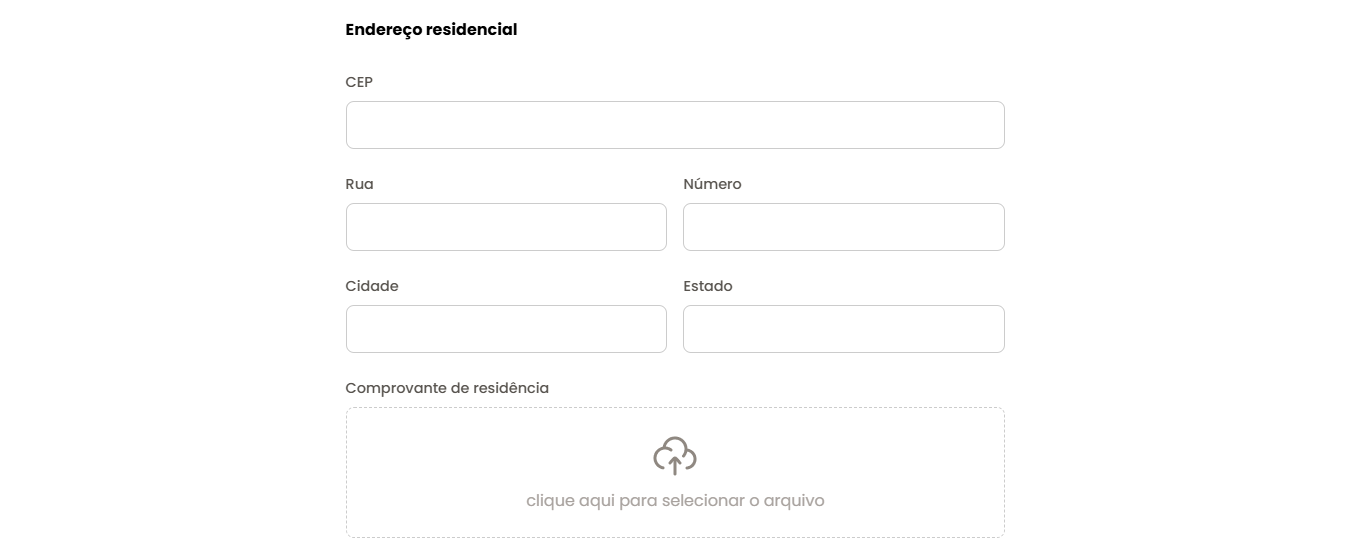 Endereço residencial
CEP
Rua
Número
Cidade
Estado
Comprovante de residência
clique aqui para selecionar o arquivo